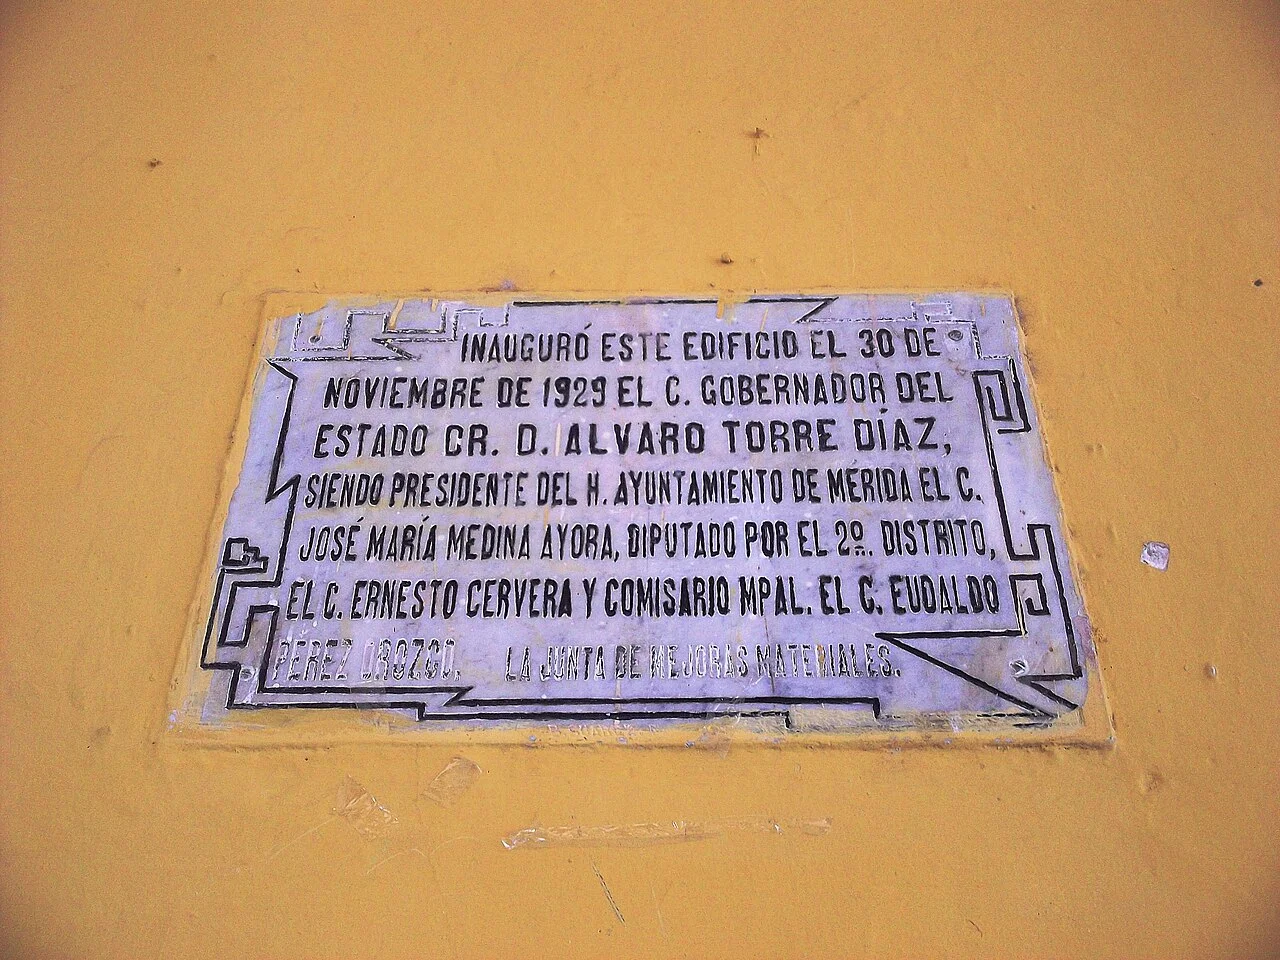 INAUGURÓ ESTE EDIFICIO EL 30 DE
NOVIEMBRE DE 1929 EL C. GOBERNADOR DEL
ESTADO CR. D. ALVARO TORRE DÍAZ,
SIENDO PRESIDENTE DEL H. AYUNTAMIENTO DE MÉRIDA EL C.
JOSÉ MARÍA MEDINA AYORA, DIPUTADO POR EL 2º. DISTRITO,
EL C. ERNESTO CERVERA Y COMISARIO MPAL. EL C. EUDALDO
PEREZ OROZCO. LA JUNTA DE MEJORAS MATERIALES.